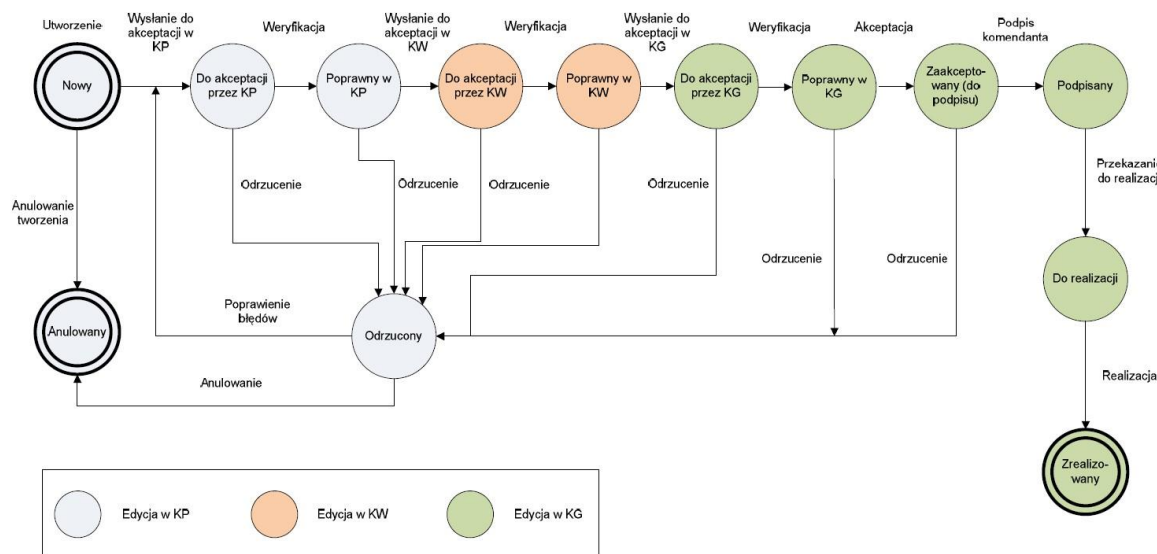 Utworzenie
Wysłanie do
akceptacji w
KP
Weryfikacja
Wysłanie do
akceptacji w
KW
Weryfikacja
Wysłanie do
akceptacji w
KG
Weryfikacja
Akceptacja
Podpis
komendanta
Nowy
Do akceptacji
przez KP
Poprawny w
KP
Do akceptacji
przez KW
Poprawny w
KW
Do akceptacji
przez KG
Poprawny w
KG
Zaakcepto-
wany (do
podpisu)
Podpisany
Odrzucenie
Odrzucenie
Odrzucenie
Odrzucenie
Przekazanie
do realizacji
Anulowanie
tworzenia
Odrzucenie
Odrzucenie
Do realizacji
Poprawienie
błędów
Anulowany
Odrzucony
Anulowanie
Realizacja
Zrealizo-
wany
Edycja w KP
Edycja w KW
Edycja w KG